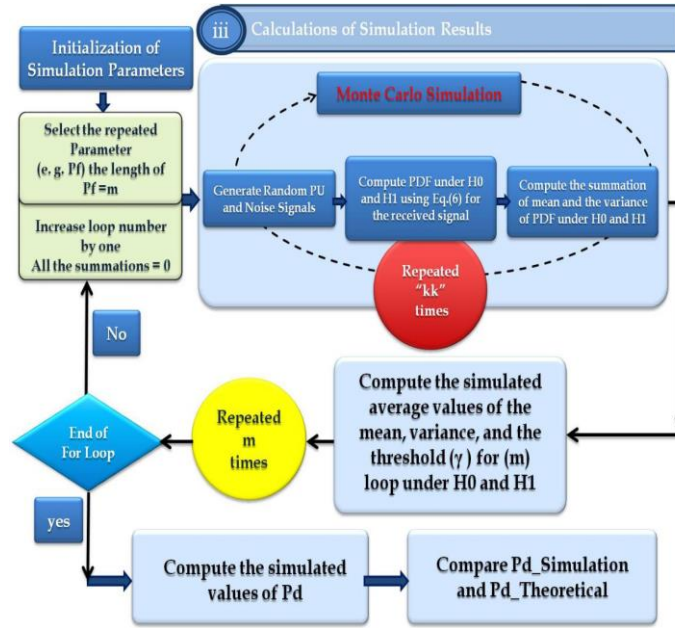 iii
Calculations of Simulation Results
Initialization of
Simulation Parameters
Select the repeated
Parameter
(e. g. Pf) the length of
Pf =m
Increase loop number
by one
All the summations = 0
Monte Carlo Simulation
Generate Random PU
and Noise Signals
Compute PDF under H0
and H1 using Eq.(6) for
the received signal
Compute the summation
of mean and the variance
of PDF under H0 and H1
Repeated
“kk”
times
No
Compute the simulated
average values of the
mean, variance, and the
threshold (γ ) for (m)
loop under H0 and H1
Repeated
m
times
End of
For Loop
yes
Compute the simulated
values of Pd
Compare Pd_Simulation
and Pd_Theoretical